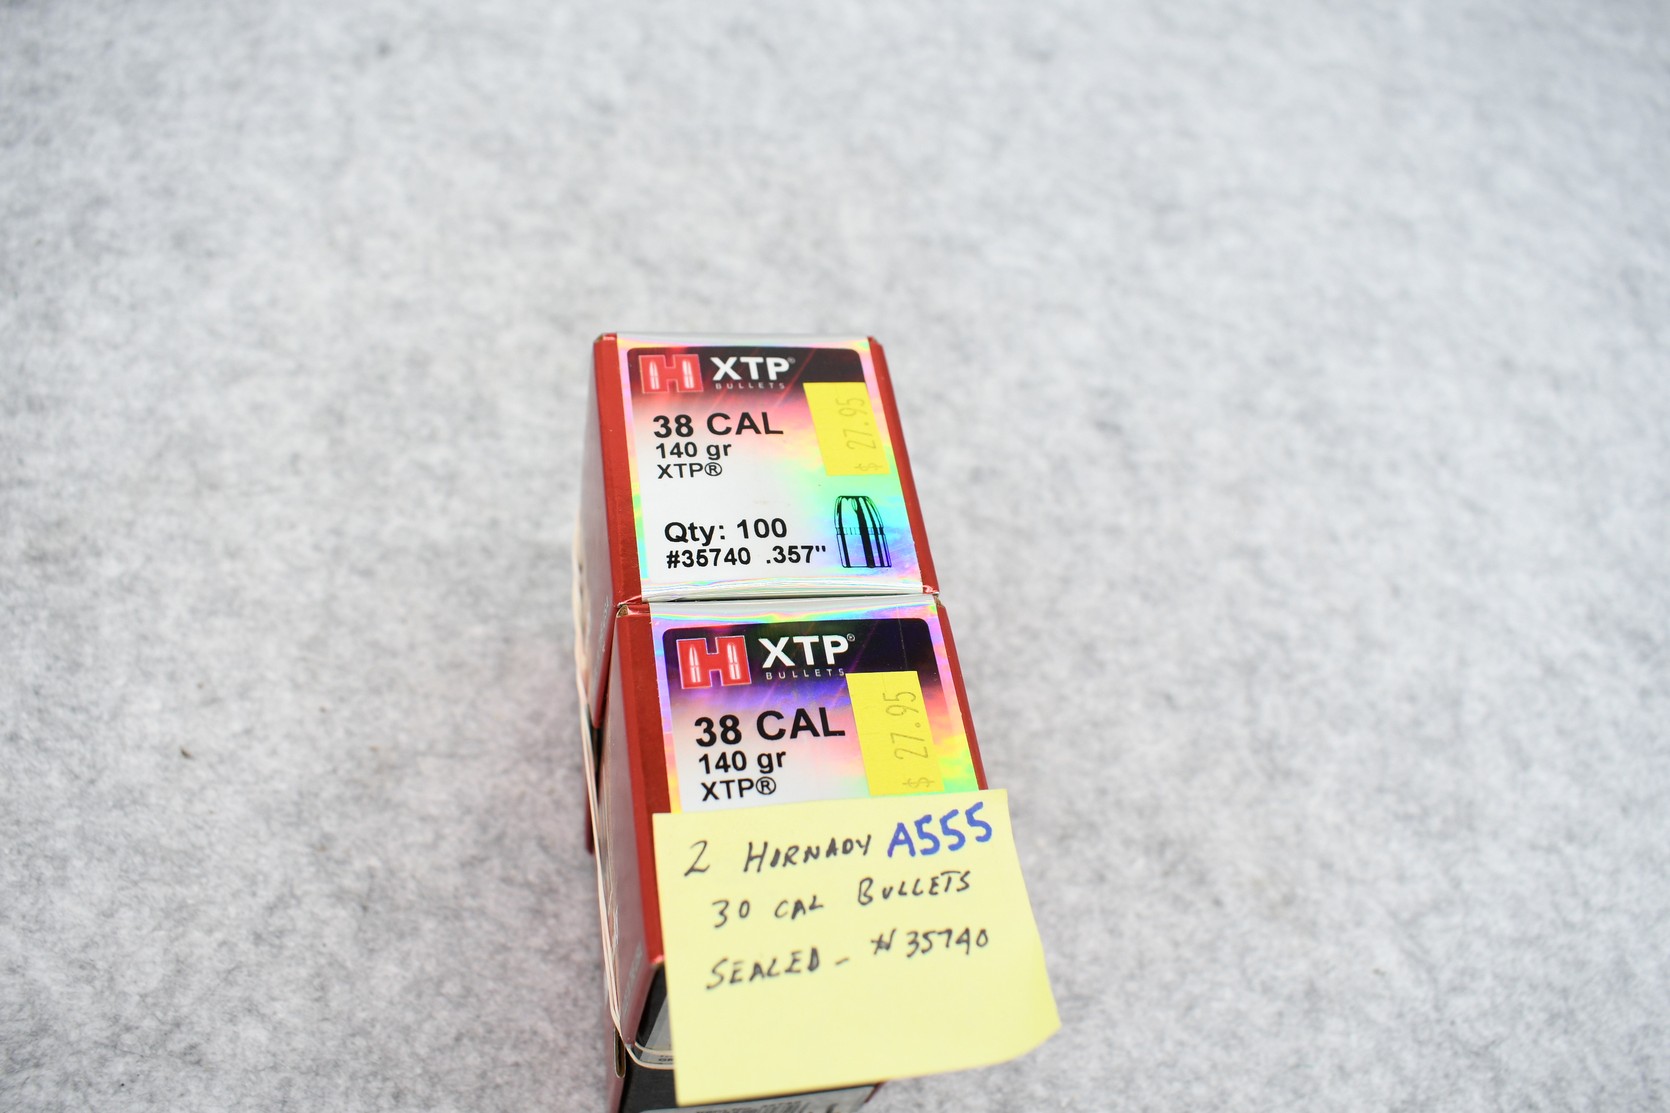 H XTP®
BULLETS
38 CAL
140 gr
XTP®
$ 27.95
Qty: 100
#35740 .357"
H XTP®
BULLETS
38 CAL
140 gr
XTP®
$ 27.95
2 HORNADY A555
30 CAL BULLETS
SEALED - #35740